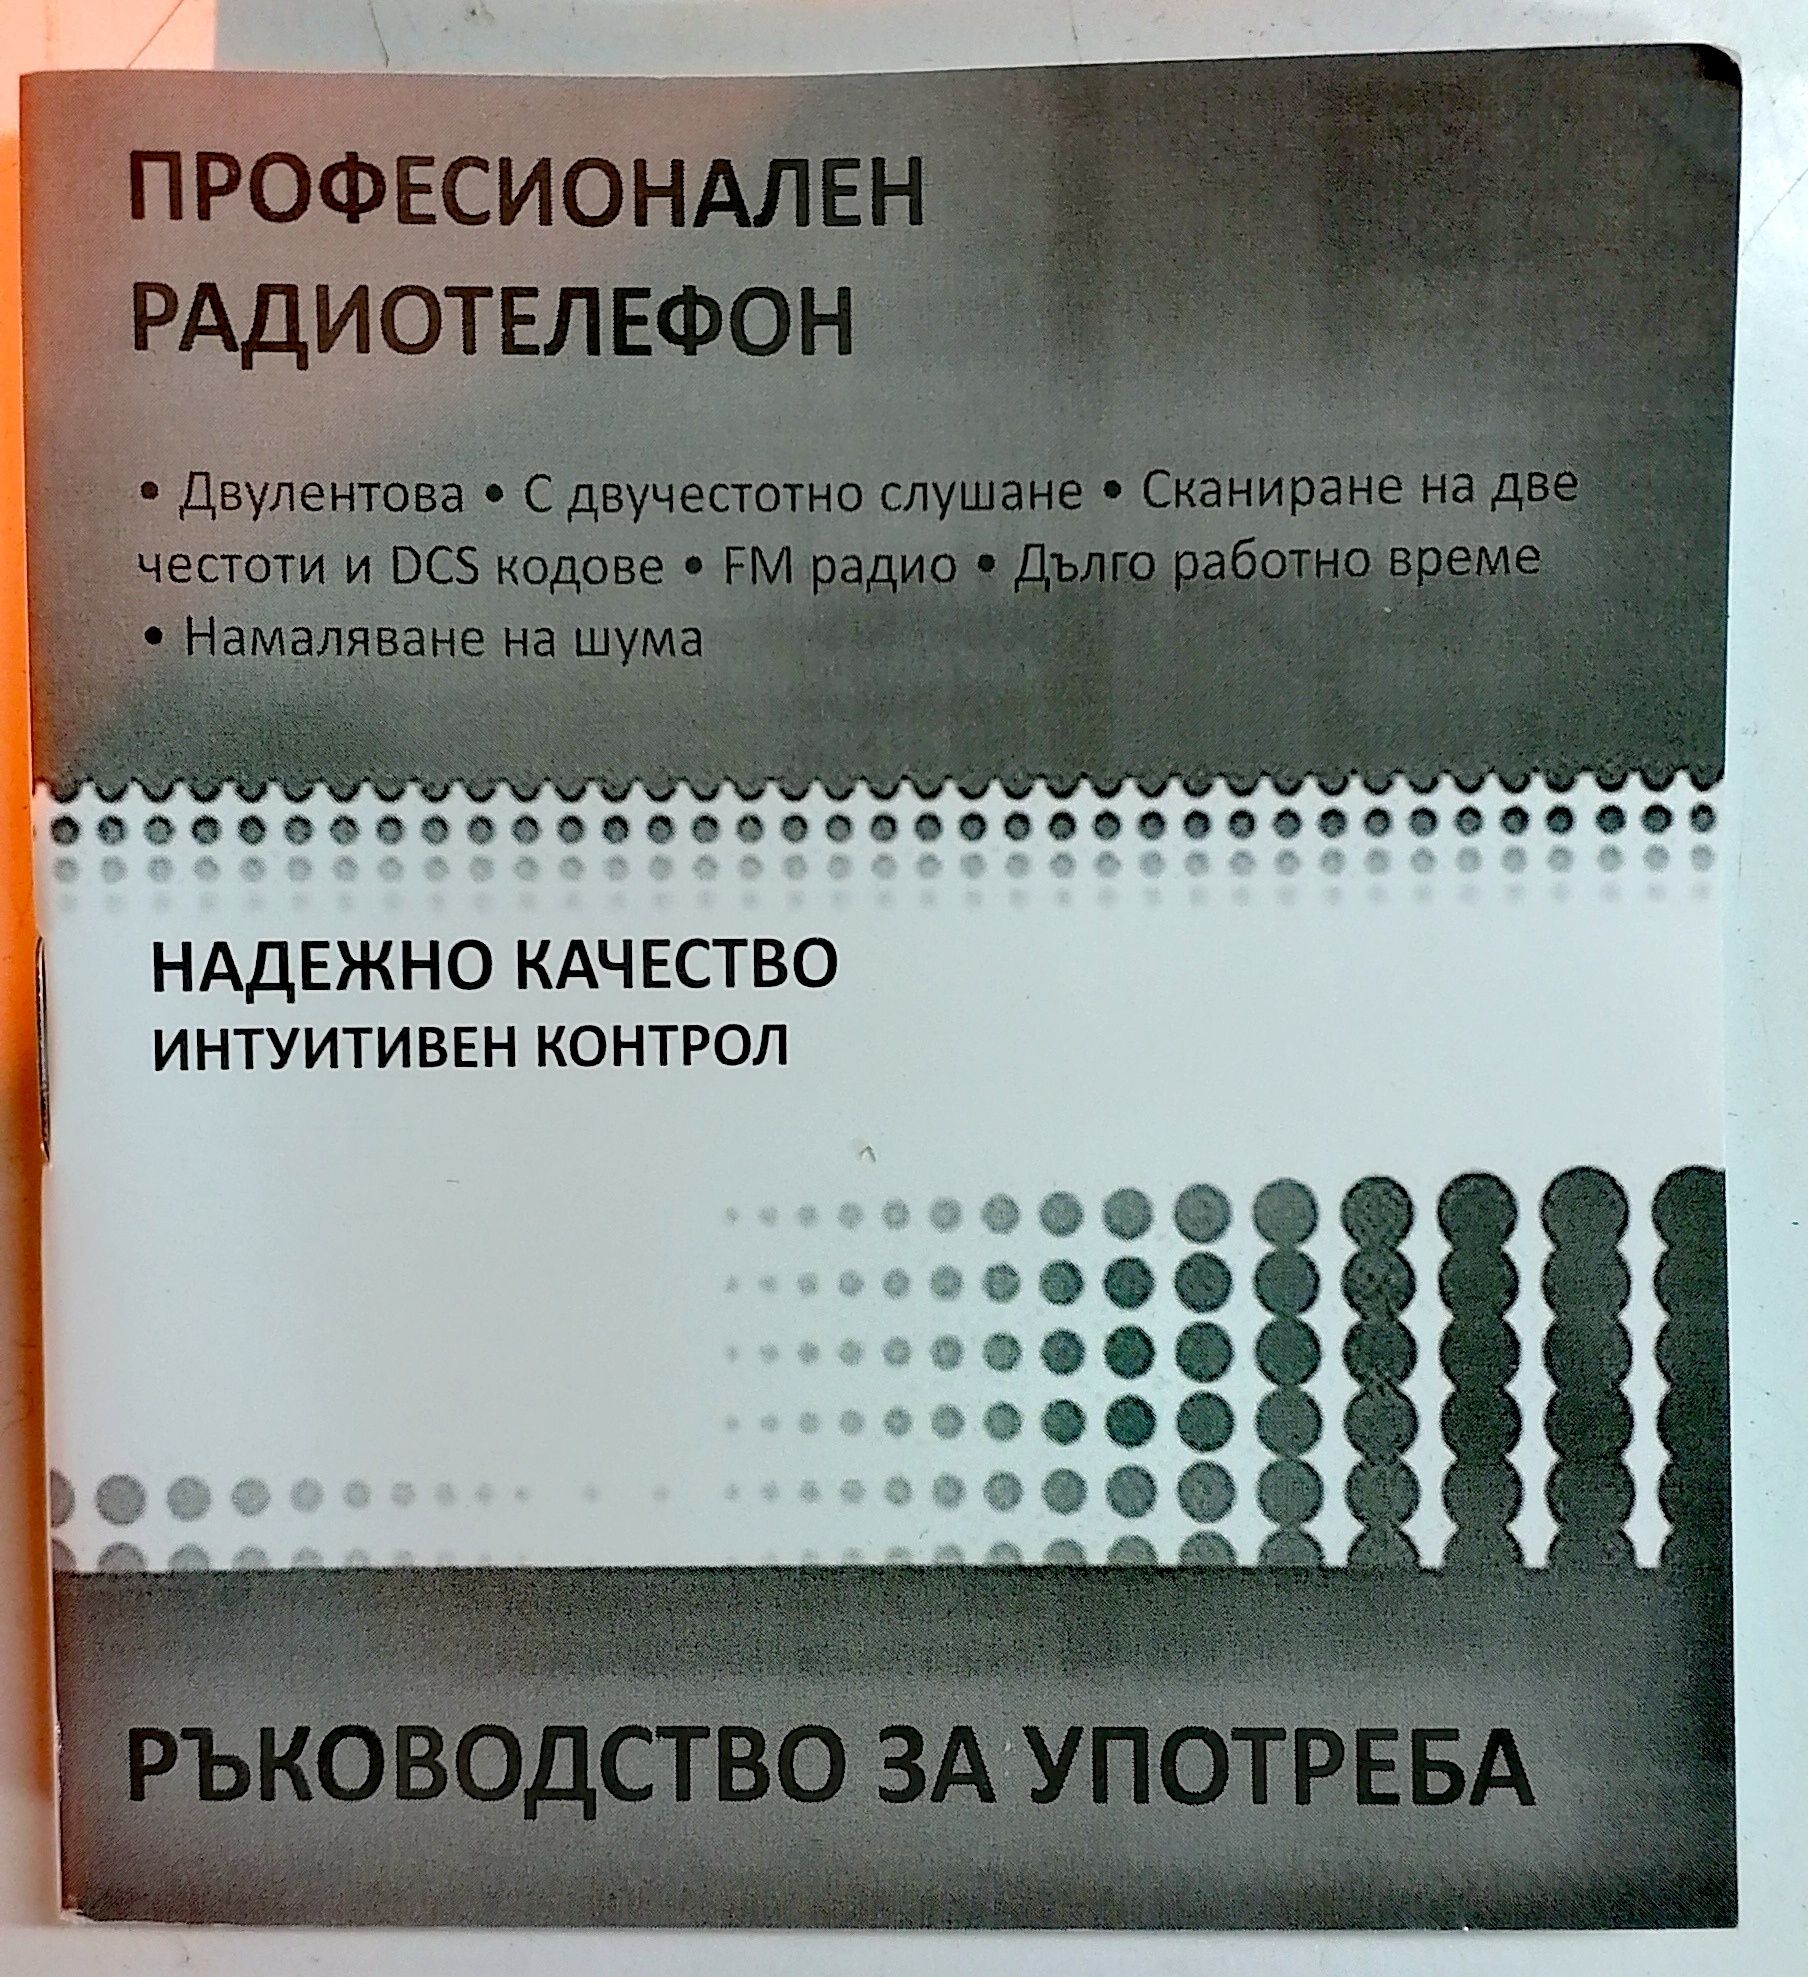 ПРОФЕСИОНАЛЕН
РАДИОТЕЛЕФОН
• Двулентова • С двучестотно слушане • Сканиране на две
честоти и DCS кодове • FM радио • Дълго работно време
• Намаляване на шума
НАДЕЖНО КАЧЕСТВО
ИНТУИТИВЕН КОНТРОЛ
РЪКОВОДСТВО ЗА УПОТРЕБА